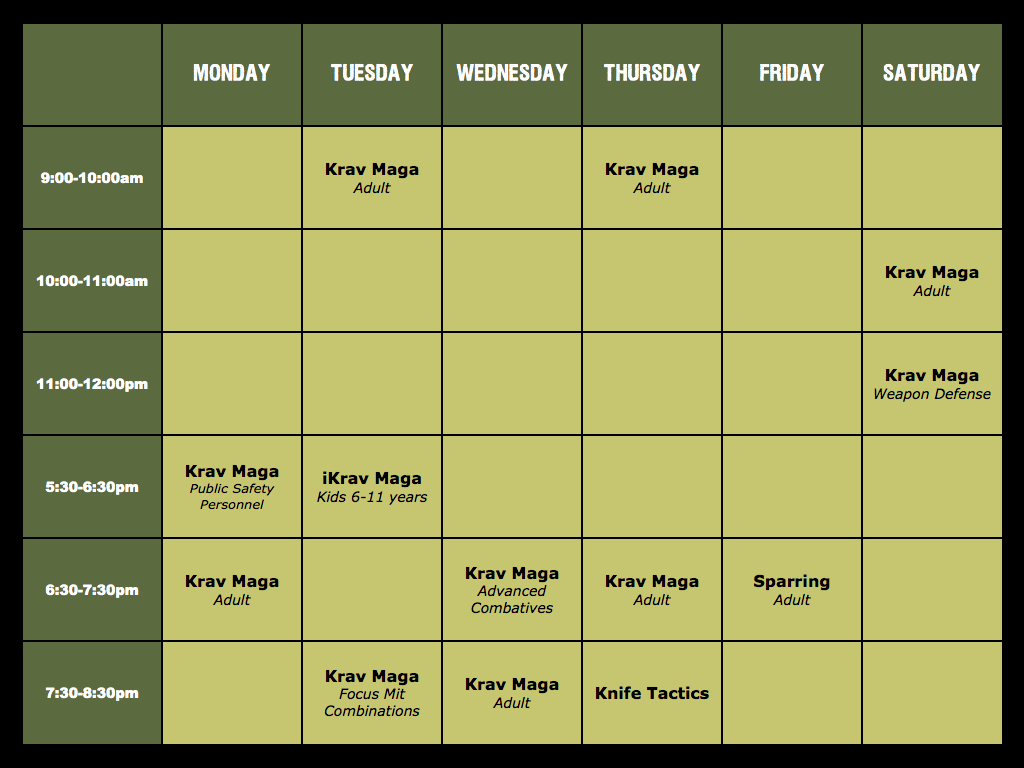 MONDAY TUESDAY WEDNESDAY THURSDAY FRIDAY SATURDAY
9:00-10:00am
Krav Maga
Adult
Krav Maga
Adult
10:00-11:00am
Krav Maga
Adult
11:00-12:00pm
Krav Maga
Weapon Defense
5:30-6:30pm
Krav Maga
Public Safety
Personnel
iKrav Maga
Kids 6-11 years
6:30-7:30pm
Krav Maga
Adult
Krav Maga
Advanced
Combatives
Krav Maga
Adult
Sparring
Adult
7:30-8:30pm
Krav Maga
Focus Mit
Combinations
Krav Maga
Adult
Knife Tactics